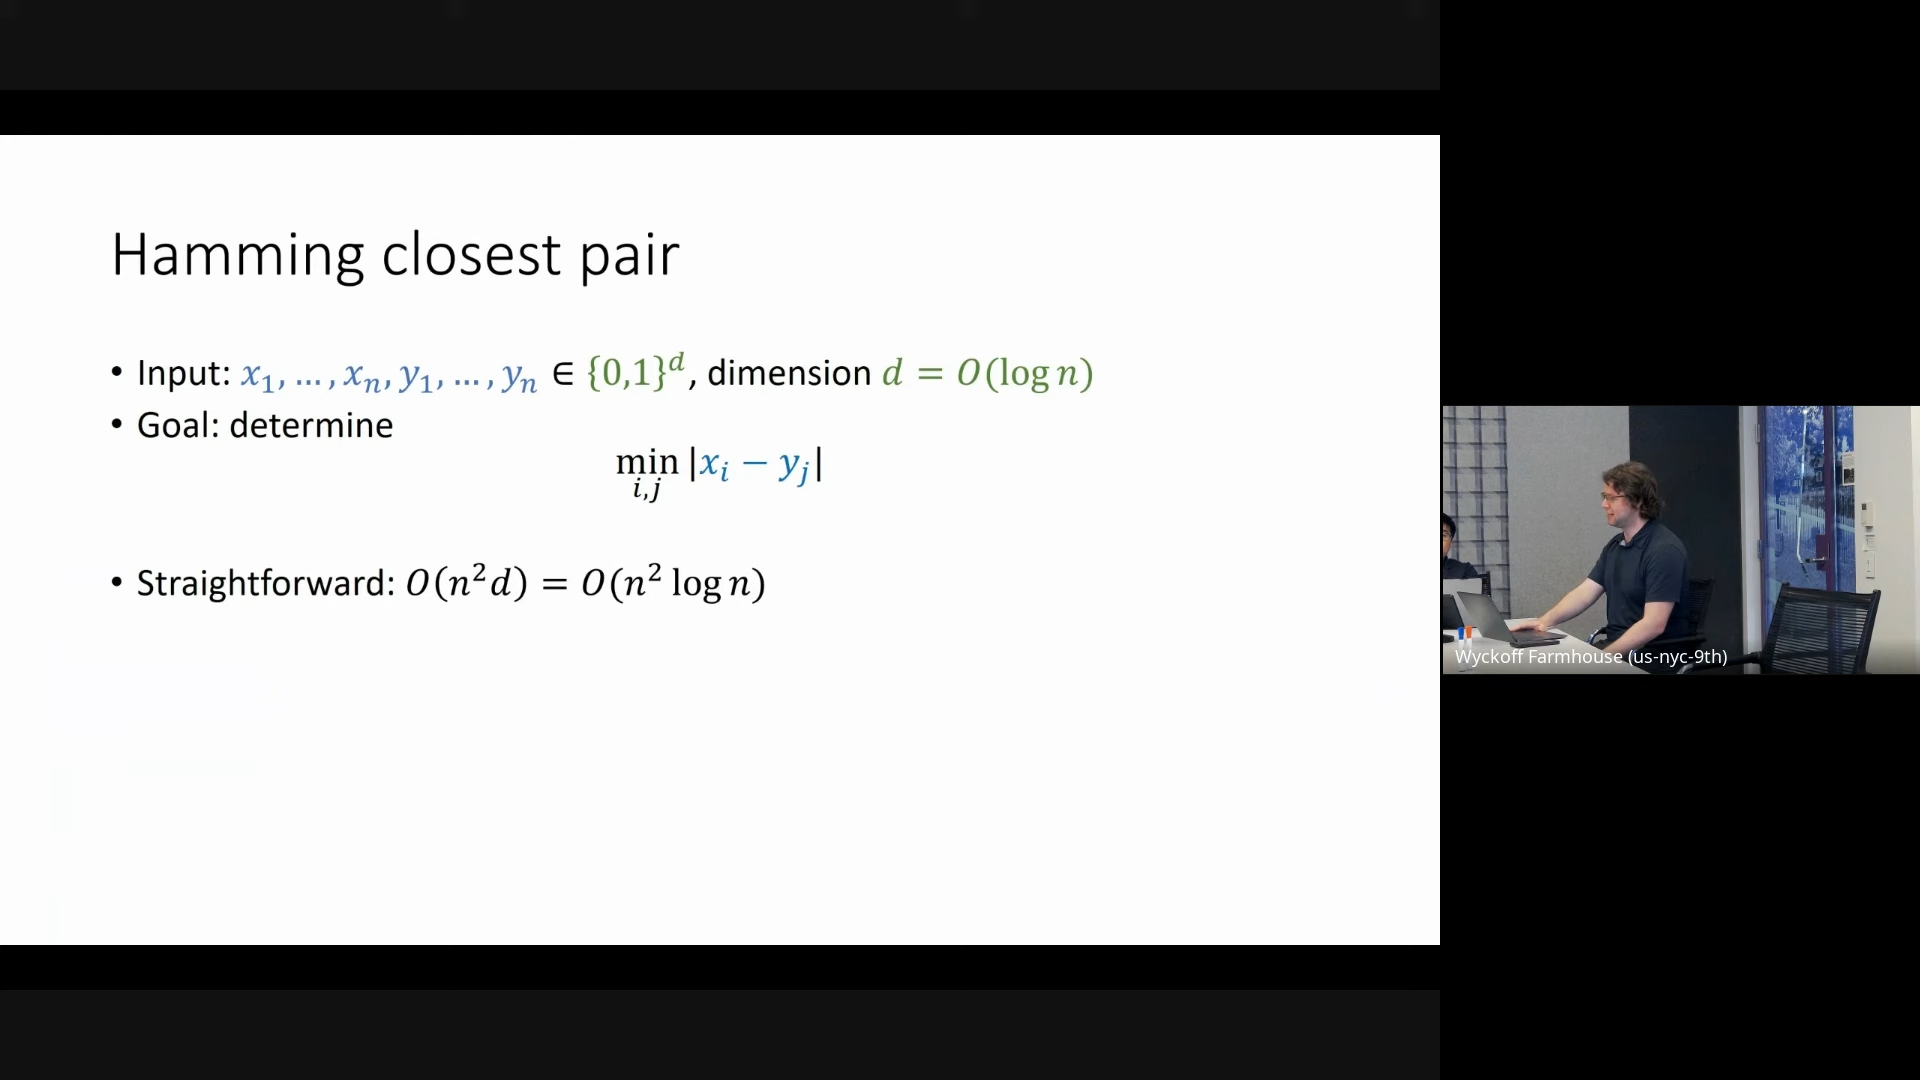 Hamming closest pair
• Input: x₁, … , xₙ, y₁, … , yₙ ∈ {0,1}ᵈ, dimension d = O(log n)
• Goal: determine
min |xᵢ − yⱼ|
i,j
• Straightforward: O(n²d) = O(n² log n)
Wyckoff Farmhouse (us-nyc-9th)